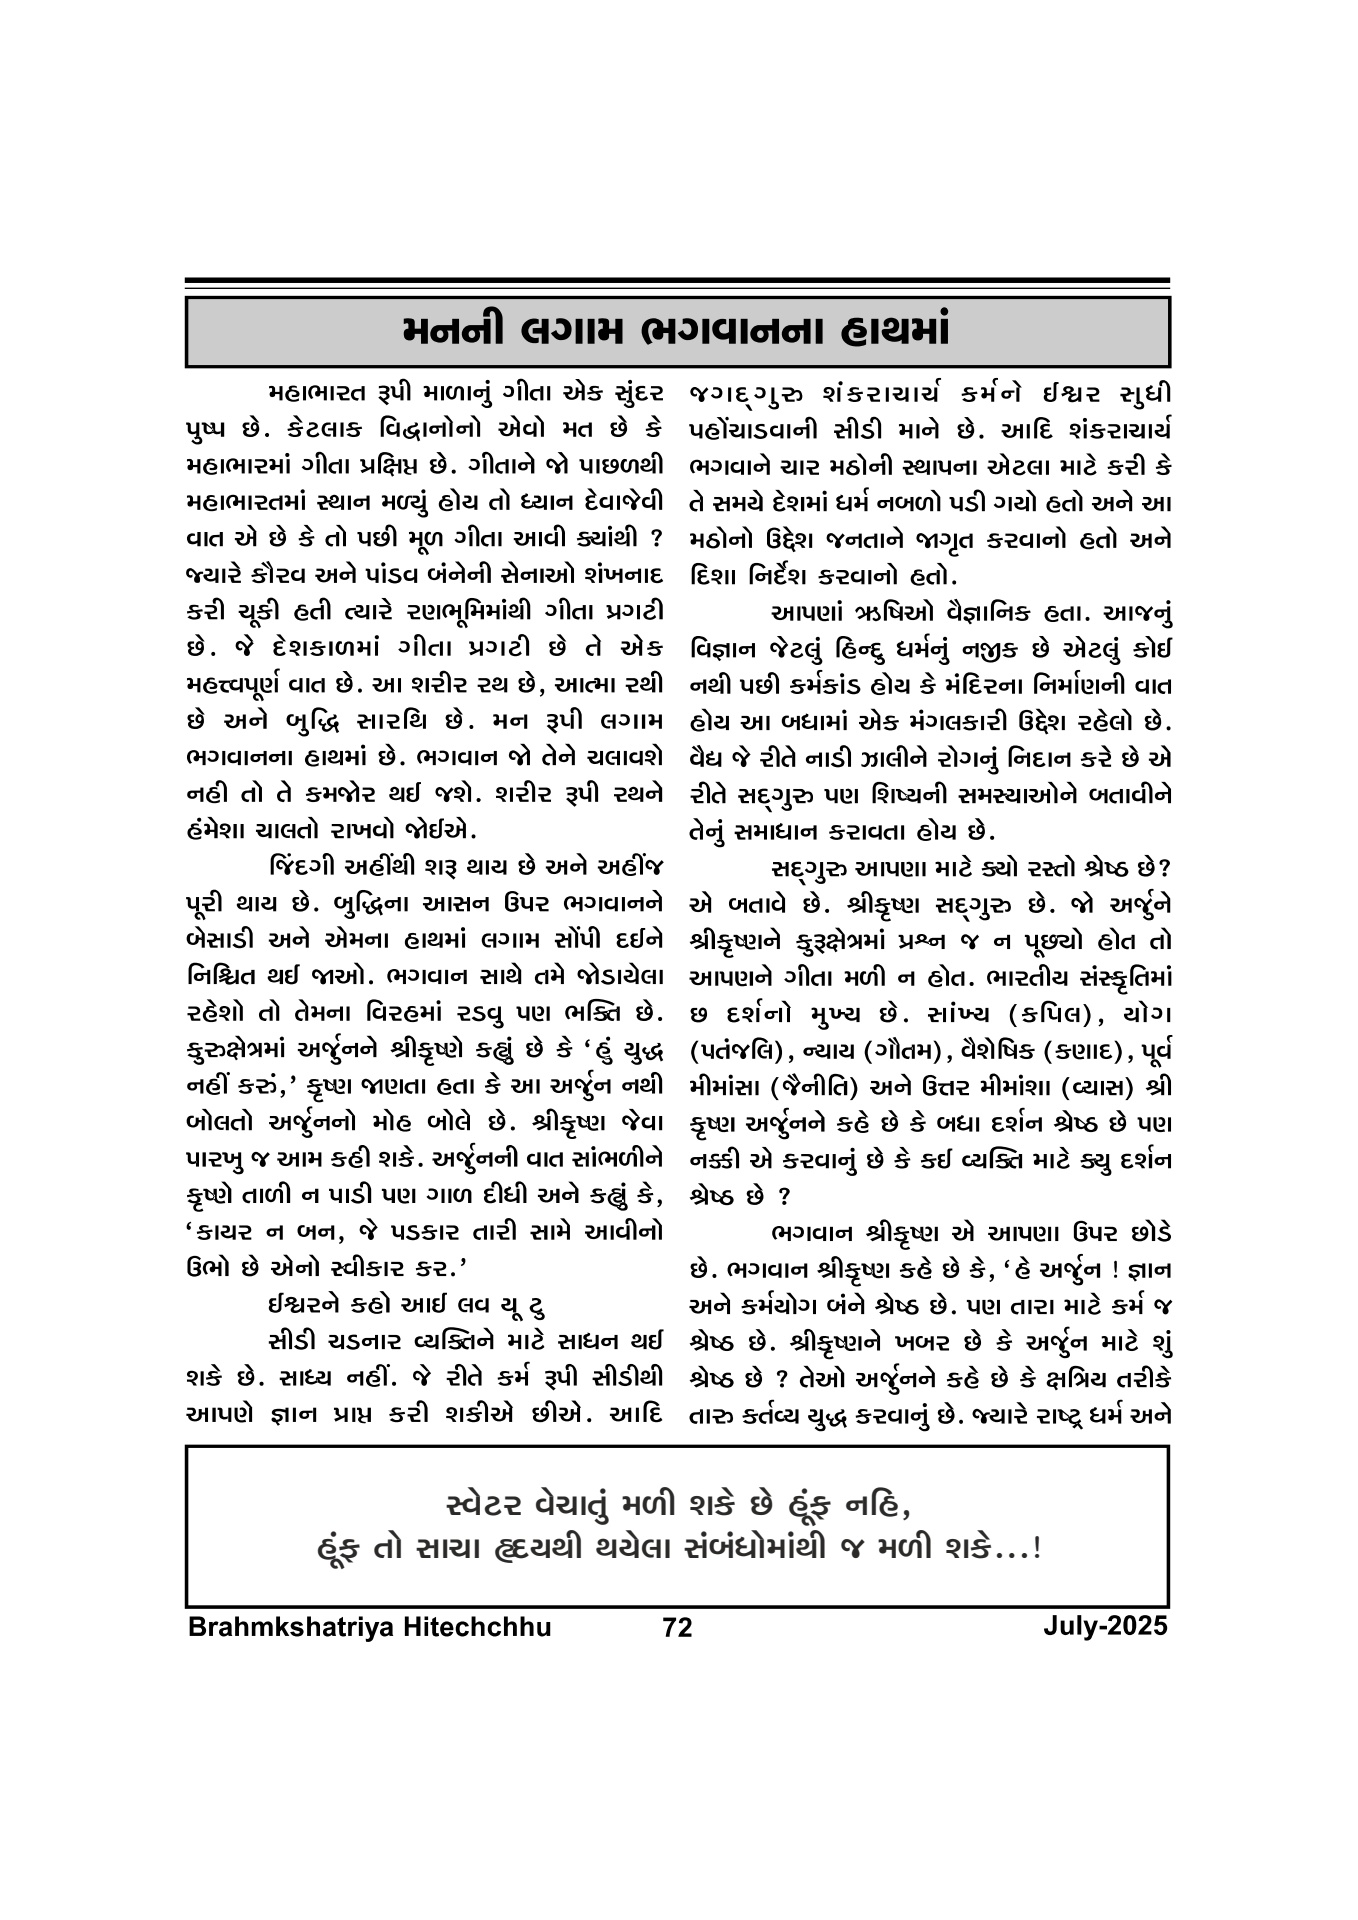 મનની લગામ ભગવાનના હાથમાં
મહાભારત રૂપી માળાનું ગીતા એક સુંદર
પુષ્પ છે. કેટલાક વિદ્વાનોનો એવો મત છે કે
મહાભારમાં ગીતા પ્રક્ષિપ્ત છે. ગીતાને જો પાછળથી
મહાભારતમાં સ્થાન મળ્યું હોય તો ધ્યાન દેવાજેવી
વાત એ છે કે તો પછી મૂળ ગીતા આવી ક્યાંથી ?
જ્યારે કૌરવ અને પાંડવ બંનેની સેનાઓ શંખનાદ
કરી ચૂકી હતી ત્યારે રણભૂમિમાંથી ગીતા પ્રગટી
છે. જે દેશકાળમાં ગીતા પ્રગટી છે તે એક
મહત્ત્વપૂર્ણ વાત છે. આ શરીર રથ છે, આત્મા રથી
છે અને બુદ્ધિ સારથિ છે. મન રૂપી લગામ
ભગવાનના હાથમાં છે. ભગવાન જો તેને ચલાવશે
નહી તો તે કમજોર થઈ જશે. શરીર રૂપી રથને
હંમેશા ચાલતો રાખવો જોઈએ.
જિંદગી અહીંથી શરૂ થાય છે અને અહીંજ
પૂરી થાય છે. બુદ્ધિના આસન ઉપર ભગવાનને
બેસાડી અને એમના હાથમાં લગામ સોંપી દઈને
નિશ્ચિત થઈ જાઓ. ભગવાન સાથે તમે જોડાયેલા
રહેશો તો તેમના વિરહમાં રડવુ પણ ભક્તિ છે.
કુરુક્ષેત્રમાં અર્જુનને શ્રીકૃષ્ણે કહ્યું છે કે ‘હું યુદ્ધ
નહીં કરું,’ કૃષ્ણ જાણતા હતા કે આ અર્જુન નથી
બોલતો અર્જુનનો મોહ બોલે છે. શ્રીકૃષ્ણ જેવા
પારખુ જ આમ કહી શકે. અર્જુનની વાત સાંભળીને
કૃષ્ણે તાળી ન પાડી પણ ગાળ દીધી અને કહ્યું કે,
‘કાયર ન બન, જે પડકાર તારી સામે આવીનો
ઉભો છે એનો સ્વીકાર કર.’
ઈશ્વરને કહો આઈ લવ યૂ ટુ
સીડી ચડનાર વ્યક્તિને માટે સાધન થઈ
શકે છે. સાધ્ય નહીં. જે રીતે કર્મ રૂપી સીડીથી
આપણે જ્ઞાન પ્રાપ્ત કરી શકીએ છીએ. આદિ
જગદ્ગુરુ શંકરાચાર્ય કર્મને ઈશ્વર સુધી
પહોંચાડવાની સીડી માને છે. આદિ શંકરાચાર્ય
ભગવાને ચાર મઠોની સ્થાપના એટલા માટે કરી કે
તે સમયે દેશમાં ધર્મ નબળો પડી ગયો હતો અને આ
મઠોનો ઉદ્દેશ જનતાને જાગૃત કરવાનો હતો અને
દિશા નિર્દેશ કરવાનો હતો.
આપણાં ઋષિઓ વૈજ્ઞાનિક હતા. આજનું
વિજ્ઞાન જેટલું હિન્દુ ધર્મનું નજીક છે એટલું કોઈ
નથી પછી કર્મકાંડ હોય કે મંદિરના નિર્માણની વાત
હોય આ બધામાં એક મંગલકારી ઉદ્દેશ રહેલો છે.
વૈદ્ય જે રીતે નાડી ઝાલીને રોગનું નિદાન કરે છે એ
રીતે સદ્ગુરુ પણ શિષ્યની સમસ્યાઓને બતાવીને
તેનું સમાધાન કરાવતા હોય છે.
સદ્ગુરુ આપણા માટે ક્યો રસ્તો શ્રેષ્ઠ છે?
એ બતાવે છે. શ્રીકૃષ્ણ સદ્ગુરુ છે. જો અર્જુને
શ્રીકૃષ્ણને કુરૂક્ષેત્રમાં પ્રશ્ન જ ન પૂછ્યો હોત તો
આપણને ગીતા મળી ન હોત. ભારતીય સંસ્કૃતિમાં
છ દર્શનો મુખ્ય છે. સાંખ્ય (કપિલ), યોગ
(પતંજલિ), ન્યાય (ગૌતમ), વૈશેષિક (કણાદ), પૂર્વ
મીમાંસા (જૈનીતિ) અને ઉત્તર મીમાંશા (વ્યાસ) શ્રી
કૃષ્ણ અર્જુનને કહે છે કે બધા દર્શન શ્રેષ્ઠ છે પણ
નક્કી એ કરવાનું છે કે કઈ વ્યક્તિ માટે ક્યુ દર્શન
શ્રેષ્ઠ છે ?
ભગવાન શ્રીકૃષ્ણ એ આપણા ઉપર છોડે
છે. ભગવાન શ્રીકૃષ્ણ કહે છે કે, ‘હે અર્જુન ! જ્ઞાન
અને કર્મયોગ બંને શ્રેષ્ઠ છે. પણ તારા માટે કર્મ જ
શ્રેષ્ઠ છે. શ્રીકૃષ્ણને ખબર છે કે અર્જુન માટે શું
શ્રેષ્ઠ છે ? તેઓ અર્જુનને કહે છે કે ક્ષત્રિય તરીકે
તારુ કર્તવ્ય યુદ્ધ કરવાનું છે. જ્યારે રાષ્ટ્ર ધર્મ અને
સ્વેટર વેચાતું મળી શકે છે હૂંફ નહિ,
હૂંફ તો સાચા હૃદયથી થયેલા સંબંધોમાંથી જ મળી શકે...!
Brahmkshatriya Hitechchhu 72 July-2025